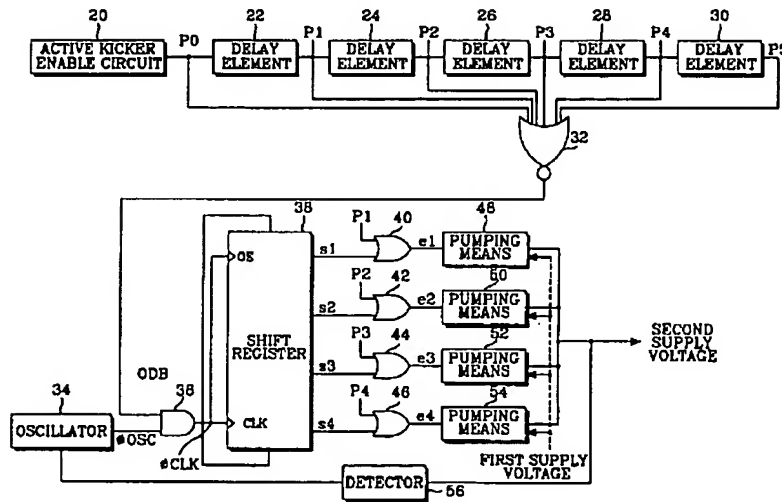 20 22 24 26 28 30
ACTIVE KICKER ENABLE CIRCUIT
P0
DELAY ELEMENT
P1
DELAY ELEMENT
P2
DELAY ELEMENT
P3
DELAY ELEMENT
P4
DELAY ELEMENT
P5
32
38
OE
SHIFT REGISTER
CLK
s1
s2
s3
s4
P1
40
e1
48
PUMPING MEANS
P2
42
e2
50
PUMPING MEANS
P3
44
e3
52
PUMPING MEANS
P4
46
e4
54
PUMPING MEANS
SECOND SUPPLY VOLTAGE
FIRST SUPPLY VOLTAGE
ODB
34
36
OSCILLATOR
øOSC
øCLK
DETECTOR
56